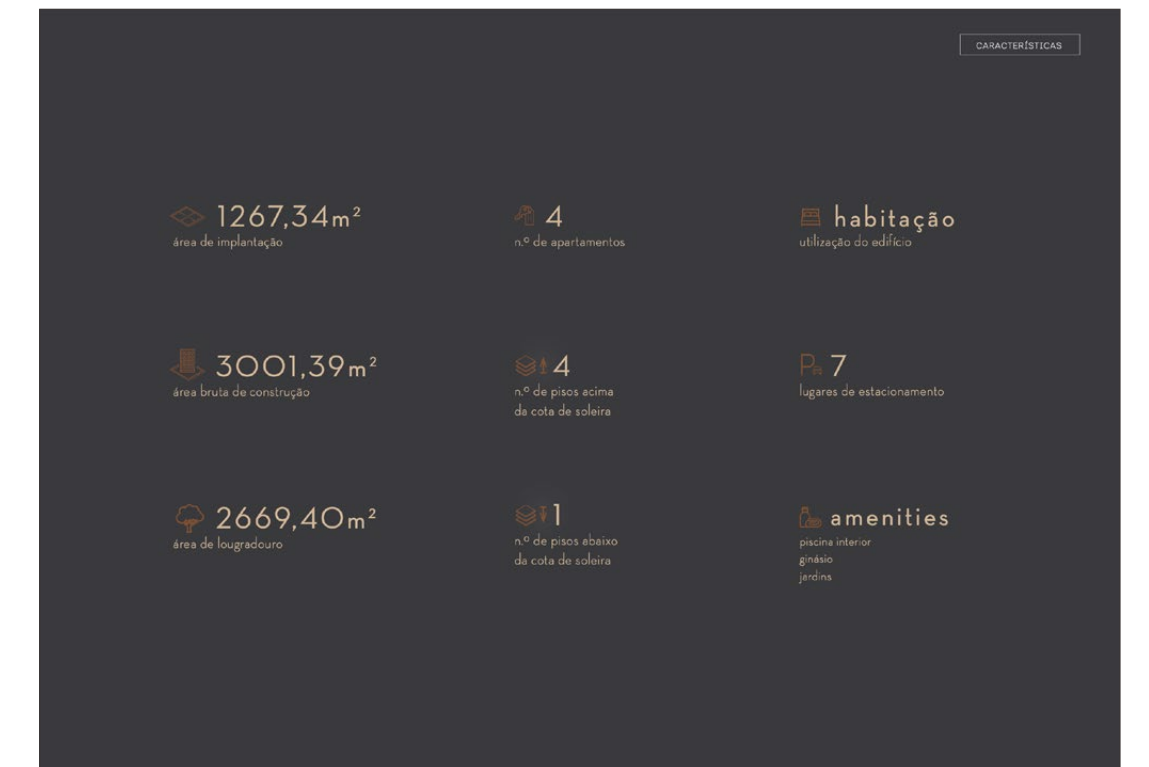 CARACTERÍSTICAS
1267,34m²
área de implantação
4
n.º de apartamentos
habitação
utilização do edifício
3001,39m²
área bruta de construção
4
n.º de pisos acima
da cota de soleira
P 7
lugares de estacionamento
2669,40m²
área de lougradouro
1
n.º de pisos abaixo
da cota de soleira
amenities
piscina interior
ginásio
jardins